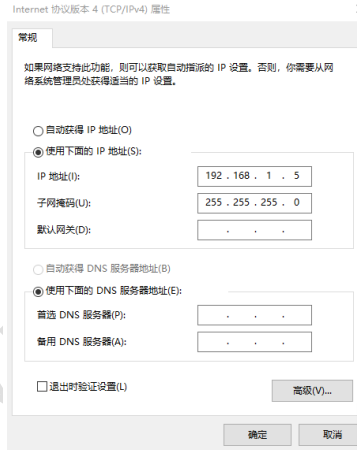 Internet 协议版本 4 (TCP/IPv4) 属性
常规
如果网络支持此功能，则可以获取自动指派的 IP 设置。否则，你需要从网
络系统管理员处获得适当的 IP 设置。
自动获得 IP 地址(O)
使用下面的 IP 地址(S):
IP 地址(I): 192 . 168 . 1 . 5
子网掩码(U): 255 . 255 . 255 . 0
默认网关(D): . . .
自动获得 DNS 服务器地址(B)
使用下面的 DNS 服务器地址(E):
首选 DNS 服务器(P): . . .
备用 DNS 服务器(A): . . .
退出时验证设置(L)
高级(V)...
确定 取消